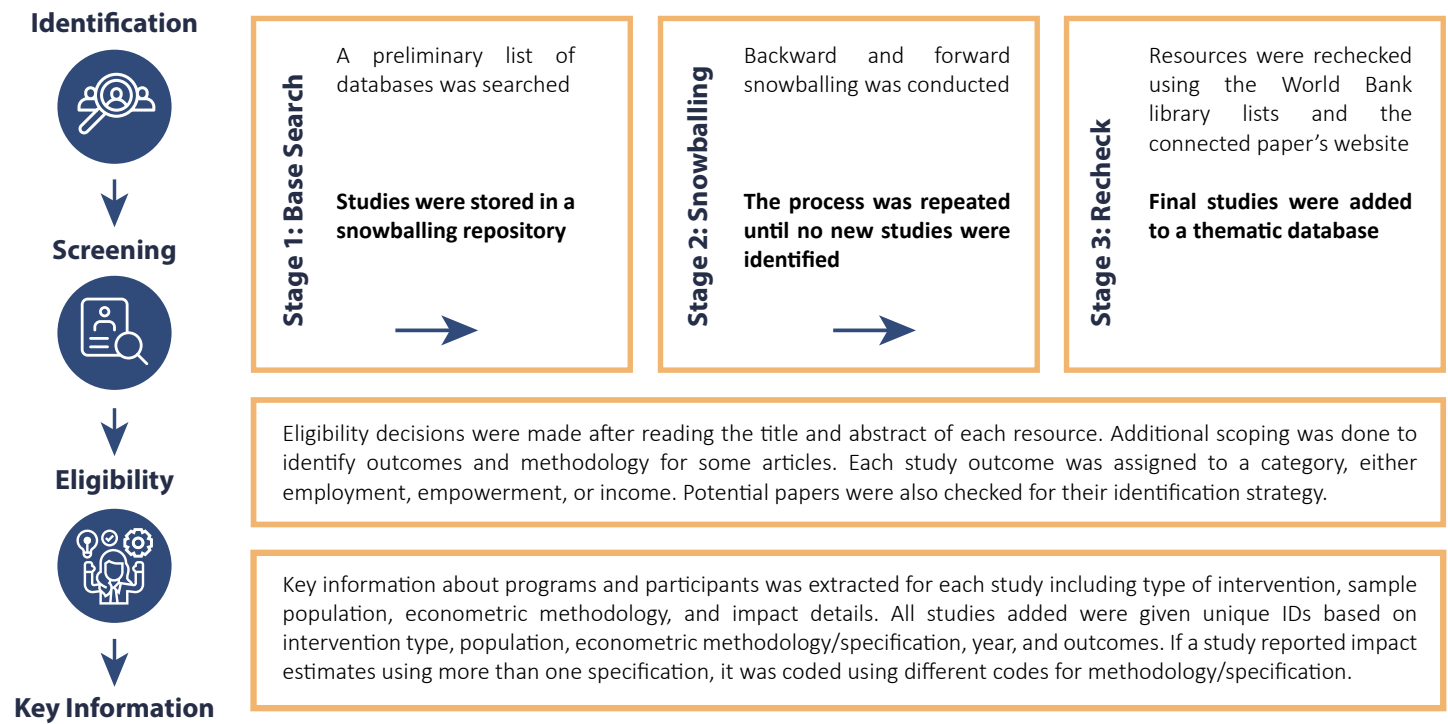 Identification
Screening
Eligibility
Key Information
Stage 1: Base Search
A preliminary list of
databases was searched
Studies were stored in a
snowballing repository
Stage 2: Snowballing
Backward and forward
snowballing was conducted
The process was repeated
until no new studies were
identified
Stage 3: Recheck
Resources were rechecked
using the World Bank
library lists and the
connected paper’s website
Final studies were added
to a thematic database
Eligibility decisions were made after reading the title and abstract of each resource. Additional scoping was done to
identify outcomes and methodology for some articles. Each study outcome was assigned to a category, either
employment, empowerment, or income. Potential papers were also checked for their identification strategy.
Key information about programs and participants was extracted for each study including type of intervention, sample
population, econometric methodology, and impact details. All studies added were given unique IDs based on
intervention type, population, econometric methodology/specification, year, and outcomes. If a study reported impact
estimates using more than one specification, it was coded using different codes for methodology/specification.